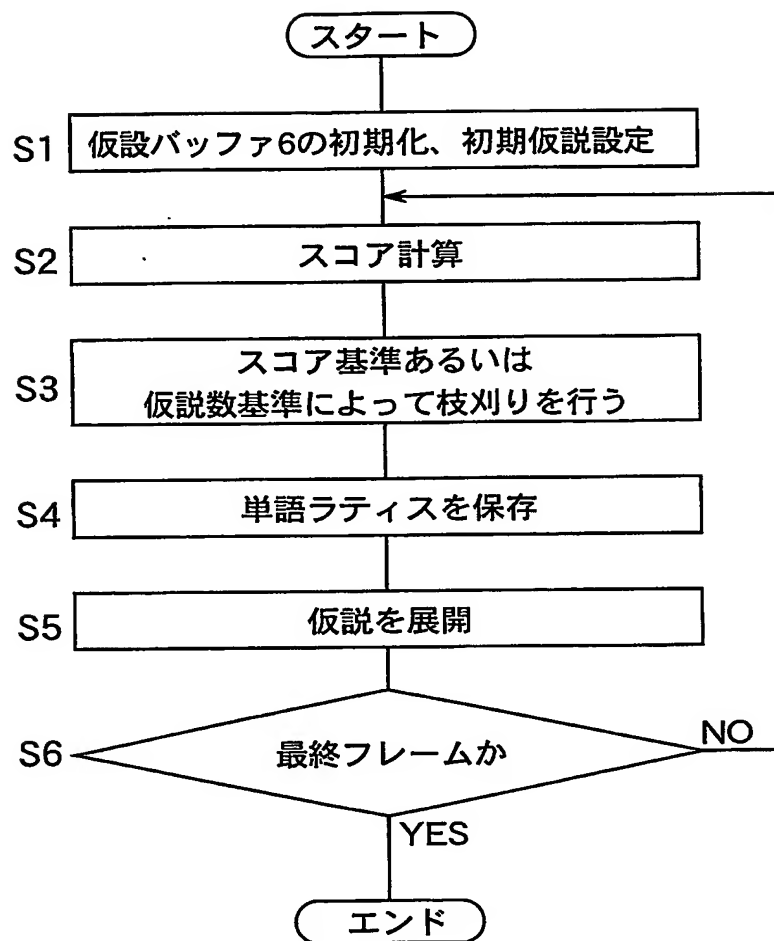 スタート
S1 仮設バッファ6の初期化、初期仮説設定
S2 スコア計算
スコア基準あるいは
S3 仮説数基準によって枝刈りを行う
S4 単語ラティスを保存
S5 仮説を展開
S6 最終フレームか NO
YES
エンド